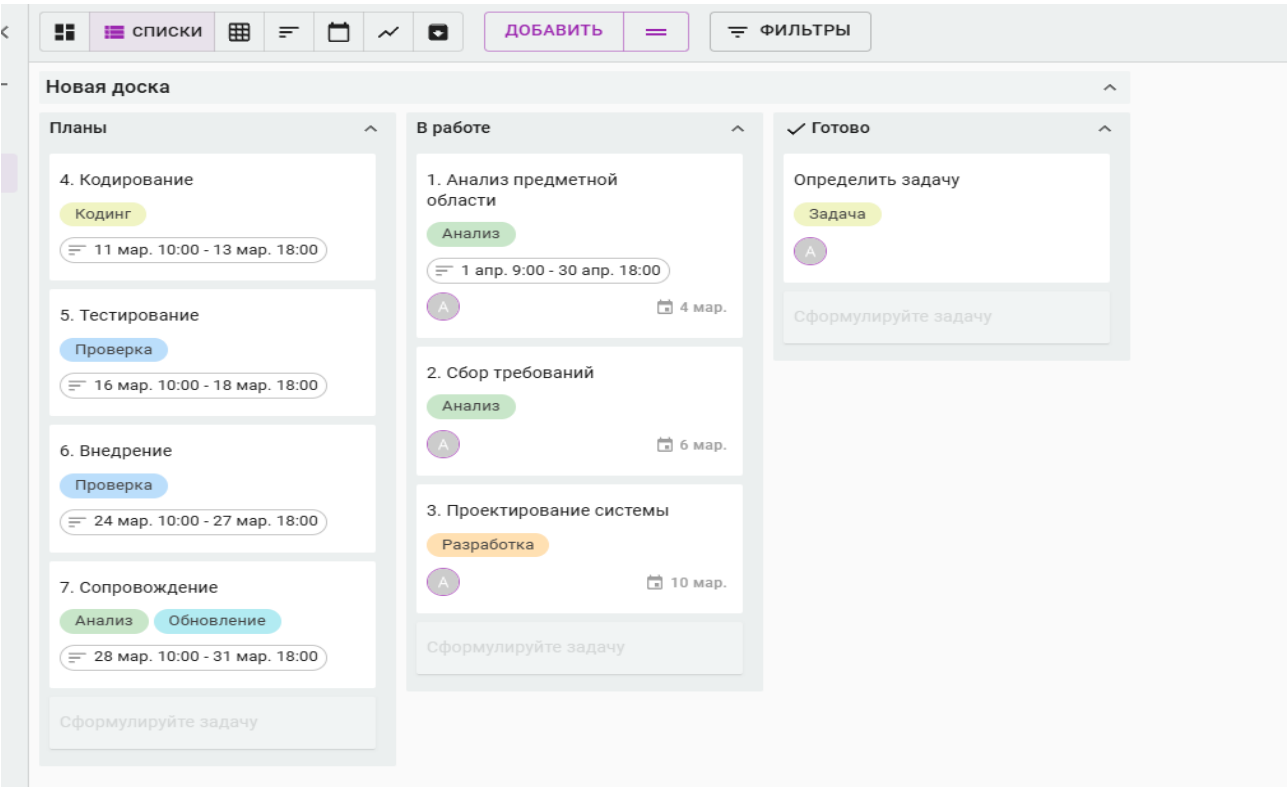 СПИСКИ
ДОБАВИТЬ
ФИЛЬТРЫ
Новая доска
Планы
4. Кодирование
Кодинг
11 мар. 10:00 - 13 мар. 18:00
5. Тестирование
Проверка
16 мар. 10:00 - 18 мар. 18:00
6. Внедрение
Проверка
24 мар. 10:00 - 27 мар. 18:00
7. Сопровождение
Анализ Обновление
28 мар. 10:00 - 31 мар. 18:00
Сформулируйте задачу
В работе
1. Анализ предметной
области
Анализ
1 апр. 9:00 - 30 апр. 18:00
А 4 мар.
2. Сбор требований
Анализ
А 6 мар.
3. Проектирование системы
Разработка
А 10 мар.
Сформулируйте задачу
Готово
Определить задачу
Задача
А
Сформулируйте задачу